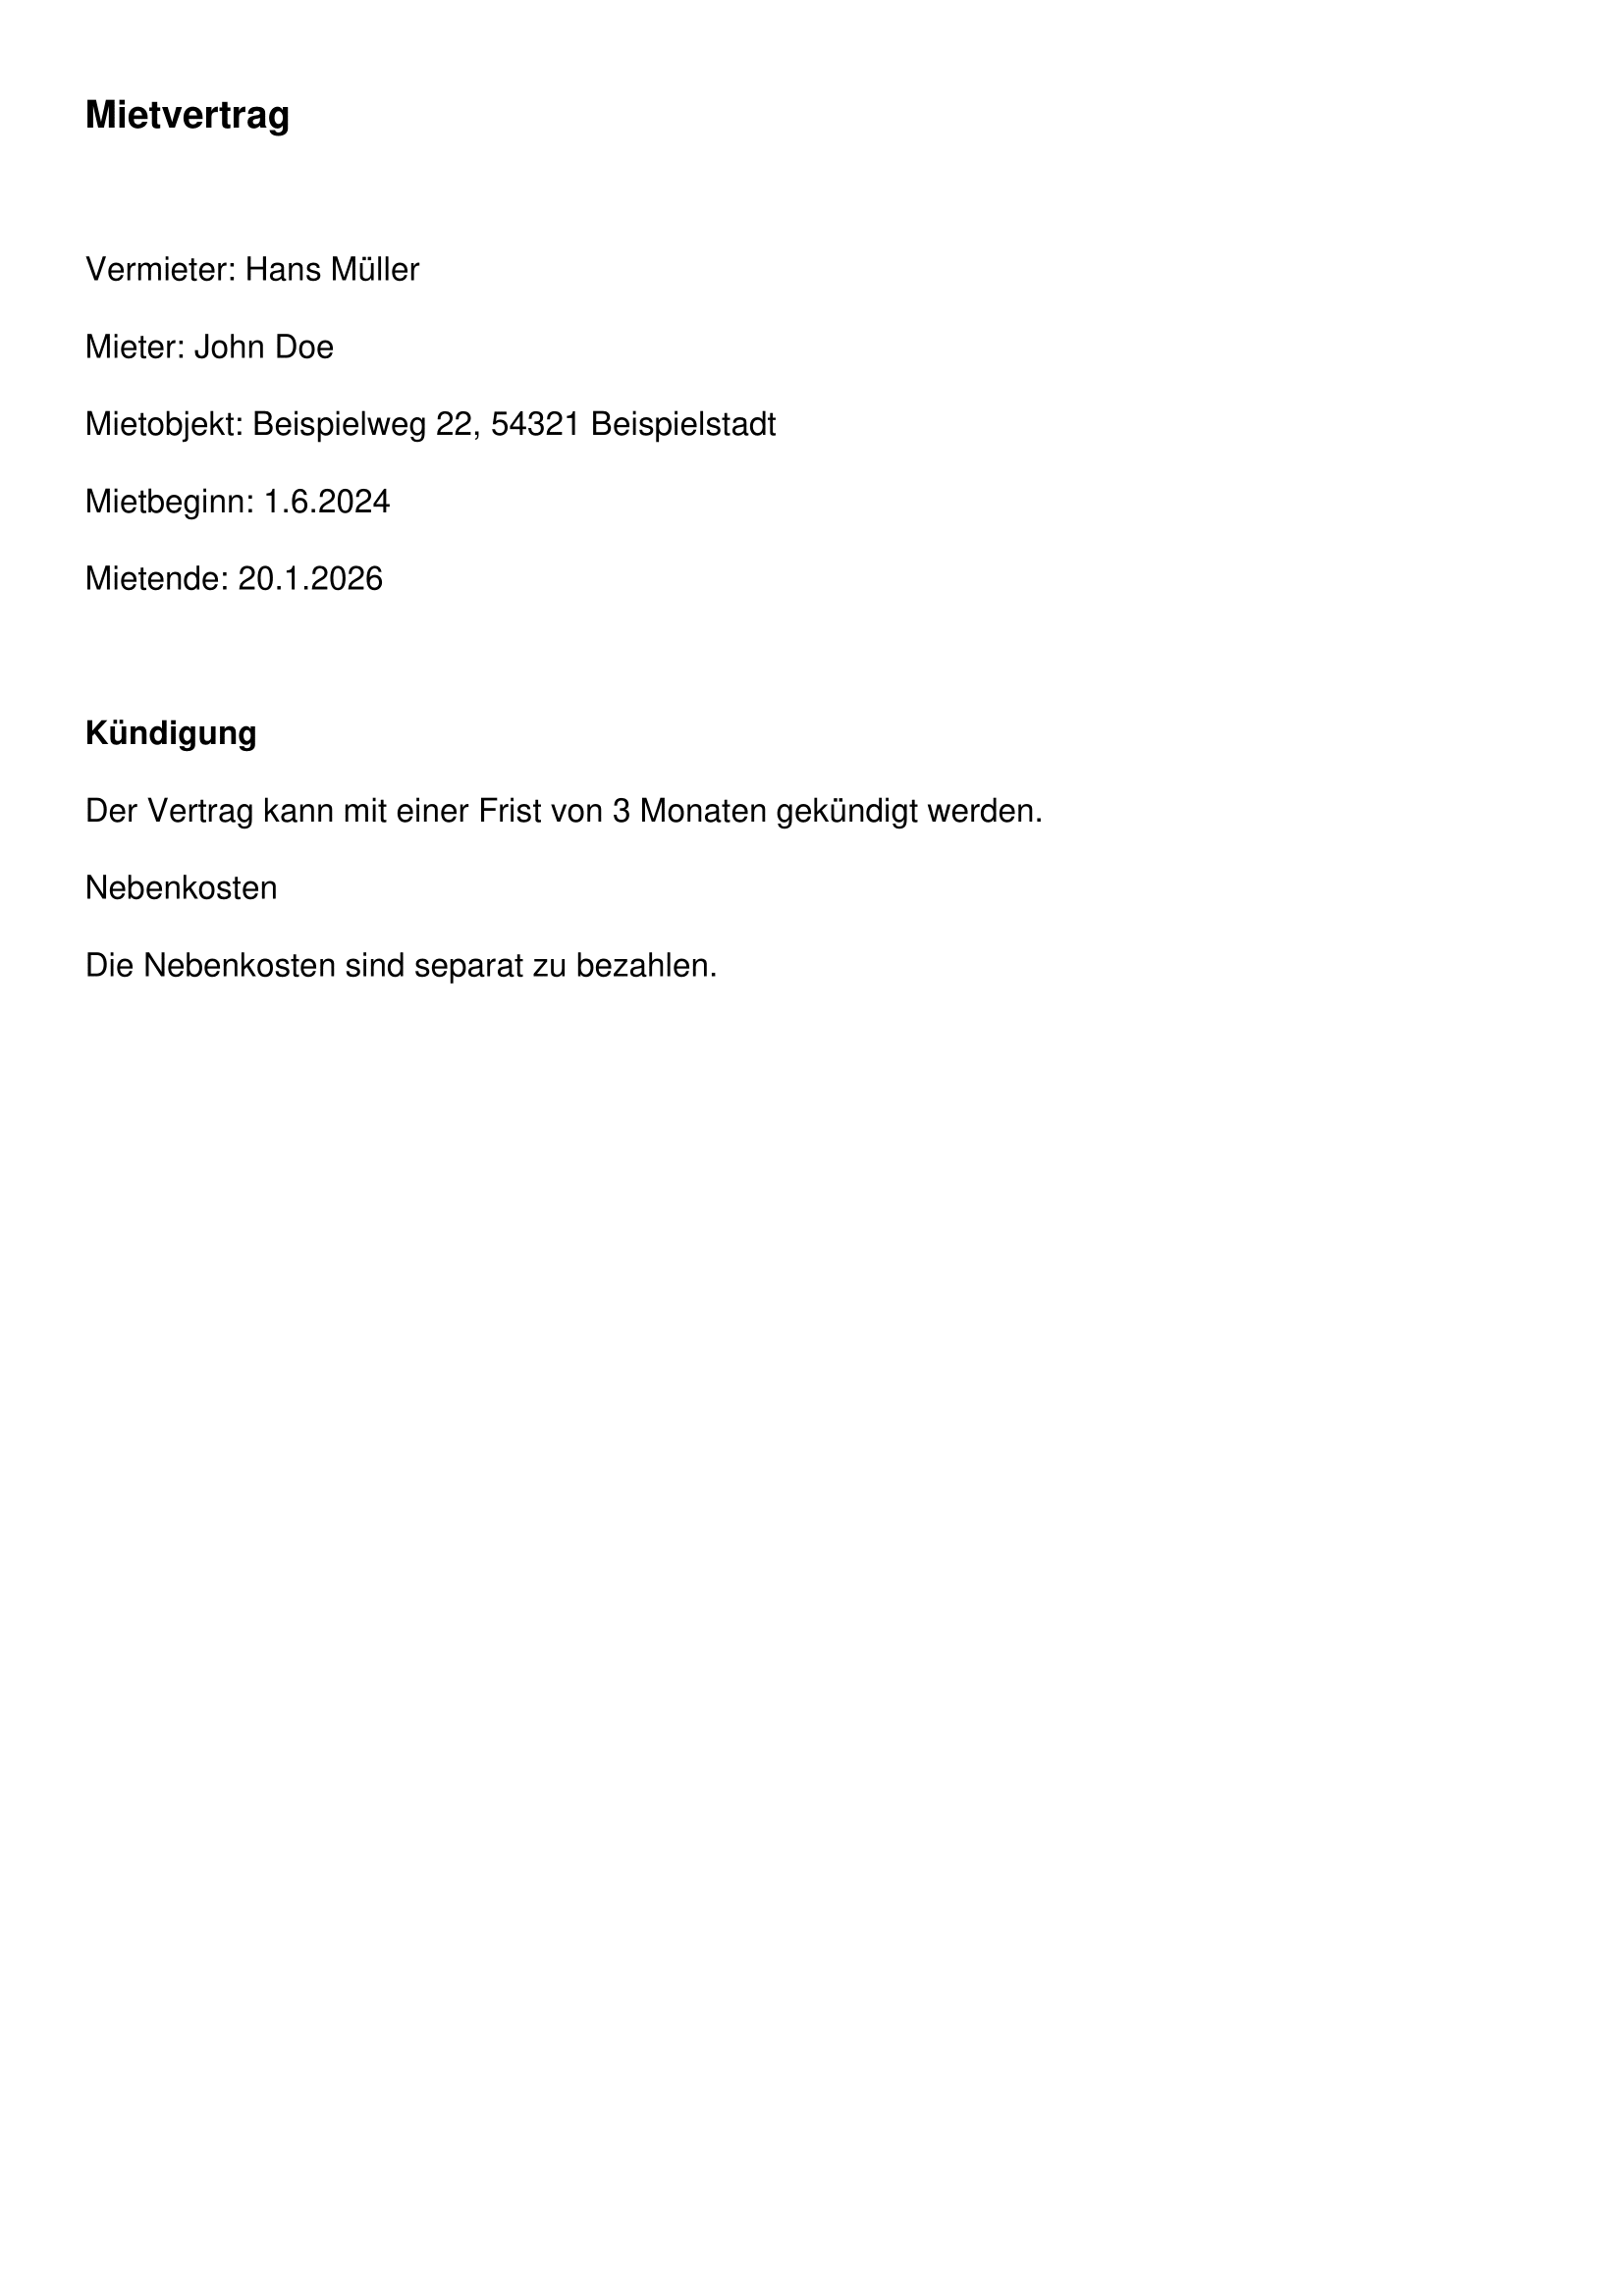 Mietvertrag
Vermieter: Hans Müller
Mieter: John Doe
Mietobjekt: Beispielweg 22, 54321 Beispielstadt
Mietbeginn: 1.6.2024
Mietende: 20.1.2026
Kündigung
Der Vertrag kann mit einer Frist von 3 Monaten gekündigt werden.
Nebenkosten
Die Nebenkosten sind separat zu bezahlen.